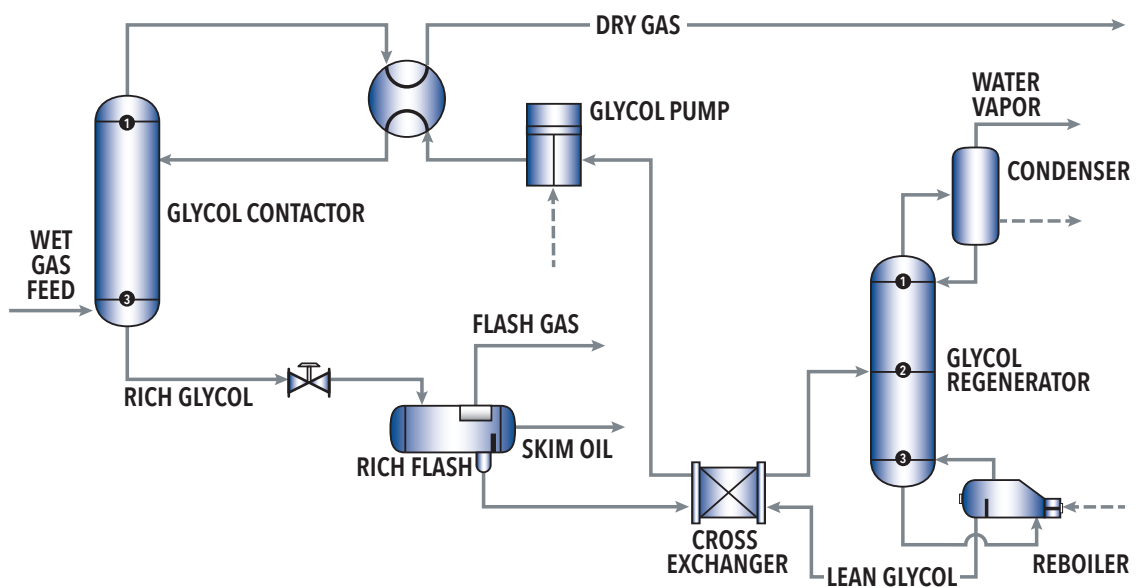 DRY GAS
WATER
VAPOR
GLYCOL PUMP
1
CONDENSER
GLYCOL CONTACTOR
WET
GAS
FEED
1
3
FLASH GAS
2
GLYCOL
REGENERATOR
RICH GLYCOL
SKIM OIL
RICH FLASH
3
CROSS
EXCHANGER
REBOILER
LEAN GLYCOL